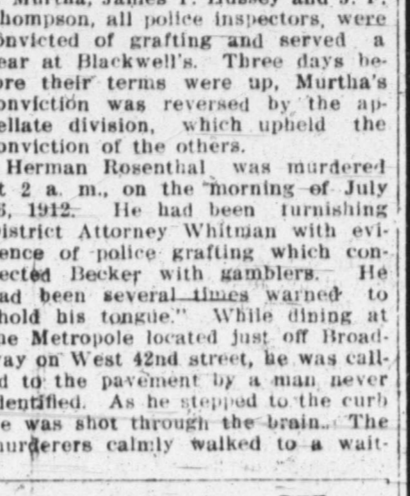 Murtha, James F. Hussey and J. F.
hompson, all police inspectors, were
onvicted of grafting and served a
ear at Blackwell's. Three days be-
ore their terms were up, Murtha's
onviction was reversed by the ap-
ellate division, which upheld the
onviction of the others.
Herman Rosenthal was murdered
t 2 a. m., on the morning of July
6, 1912. He had been furnishing
istrict Attorney Whitman with evi-
ence of police grafting which con-
ected Becker with gamblers. He
ad been several times warned to
hold his tongue." While dining at
he Metropole located just off Broad-
way on West 42nd street, he was call-
d to the pavement by a man never
dentified. As he stepped to the curb
e was shot through the brain. The
murderers calmly walked to a wait-